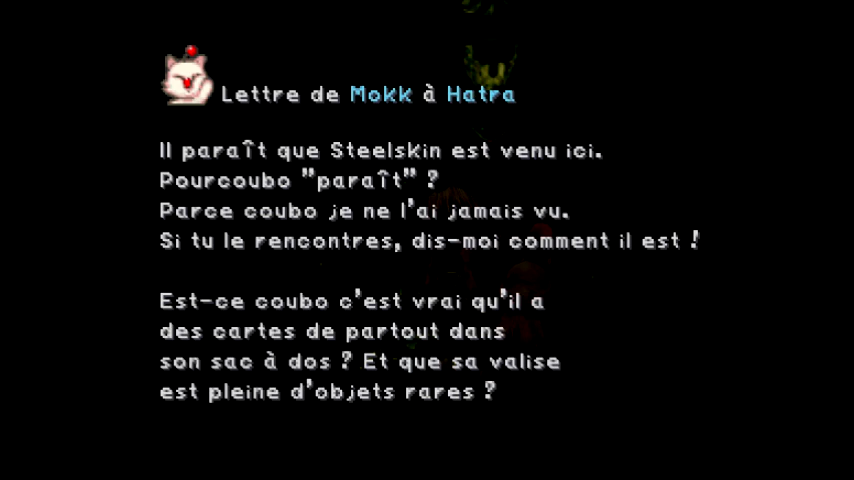 Lettre de Mokk à Hatra
Il paraît que Steelskin est venu ici.
Pourcoubo "paraît" ?
Parce coubo je ne l'ai jamais vu.
Si tu le rencontres, dis-moi comment il est !
Est-ce coubo c'est vrai qu'il a
des cartes de partout dans
son sac à dos ? Et que sa valise
est pleine d'objets rares ?